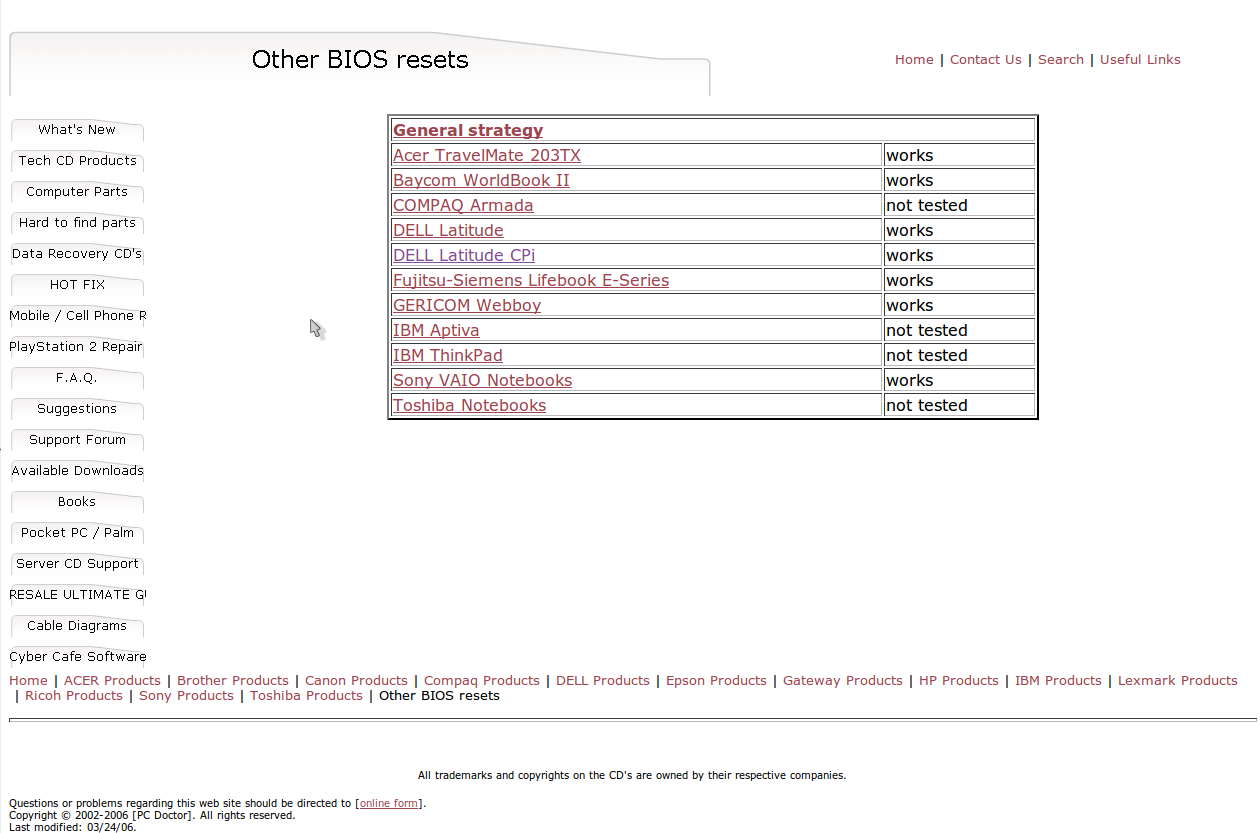 Other BIOS resets
Home | Contact Us | Search | Useful Links
What's New
Tech CD Products
Computer Parts
Hard to find parts
Data Recovery CD's
HOT FIX
Mobile / Cell Phone R
PlayStation 2 Repair
F.A.Q.
Suggestions
Support Forum
Available Downloads
Books
Pocket PC / Palm
Server CD Support
RESALE ULTIMATE GU
Cable Diagrams
Cyber Cafe Software
General strategy
Acer TravelMate 203TX works
Baycom WorldBook II works
COMPAQ Armada not tested
DELL Latitude works
DELL Latitude CPi works
Fujitsu-Siemens Lifebook E-Series works
GERICOM Webboy works
IBM Aptiva not tested
IBM ThinkPad not tested
Sony VAIO Notebooks works
Toshiba Notebooks not tested
Home | ACER Products | Brother Products | Canon Products | Compaq Products | DELL Products | Epson Products | Gateway Products | HP Products | IBM Products | Lexmark Products
| Ricoh Products | Sony Products | Toshiba Products | Other BIOS resets
All trademarks and copyrights on the CD's are owned by their respective companies.
Questions or problems regarding this web site should be directed to [online form].
Copyright © 2002-2006 [PC Doctor]. All rights reserved.
Last modified: 03/24/06.